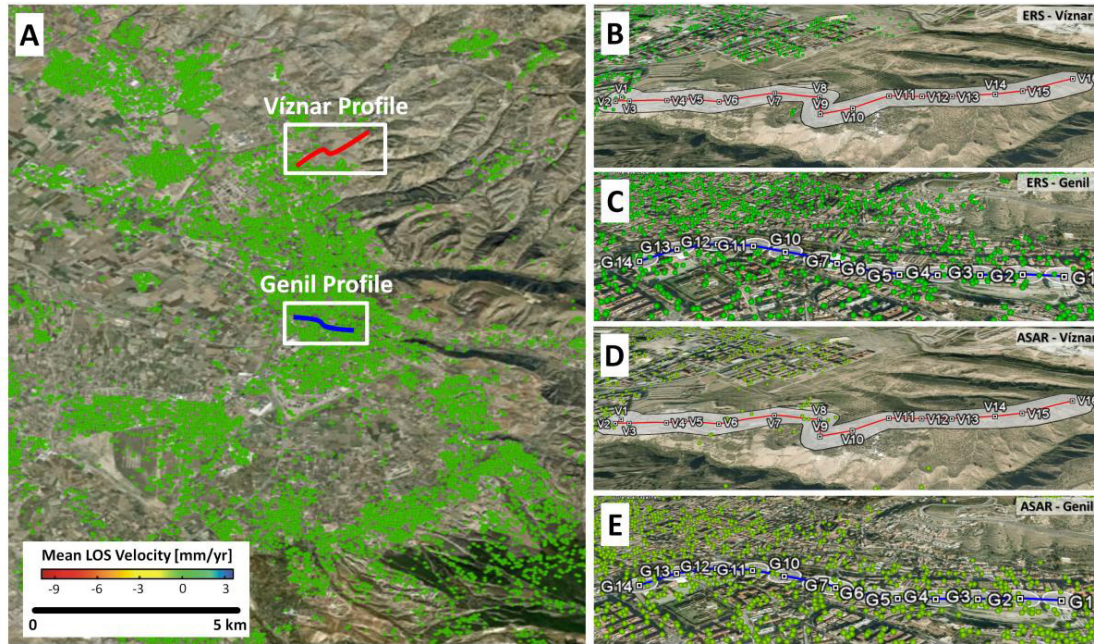 A
Víznar Profile
Genil Profile
Mean LOS Velocity [mm/yr]
-9 -6 -3 0 3
0 5 km
B
ERS - Víznar
V1
V2
V3
V4 V5 V6
V7
V8
V9
V10
V11 V12 V13
V14
V15
V16
C
ERS - Genil
G14
G13
G12
G11
G10
G7
G6
G5 G4 G3 G2 G1
D
ASAR - Víznar
V1
V2
V3
V4 V5 V6
V7
V8
V9
V10
V11 V12 V13
V14
V15
V16
E
ASAR - Genil
G14
G13
G12
G11
G10
G7
G6
G5 G4 G3 G2 G1